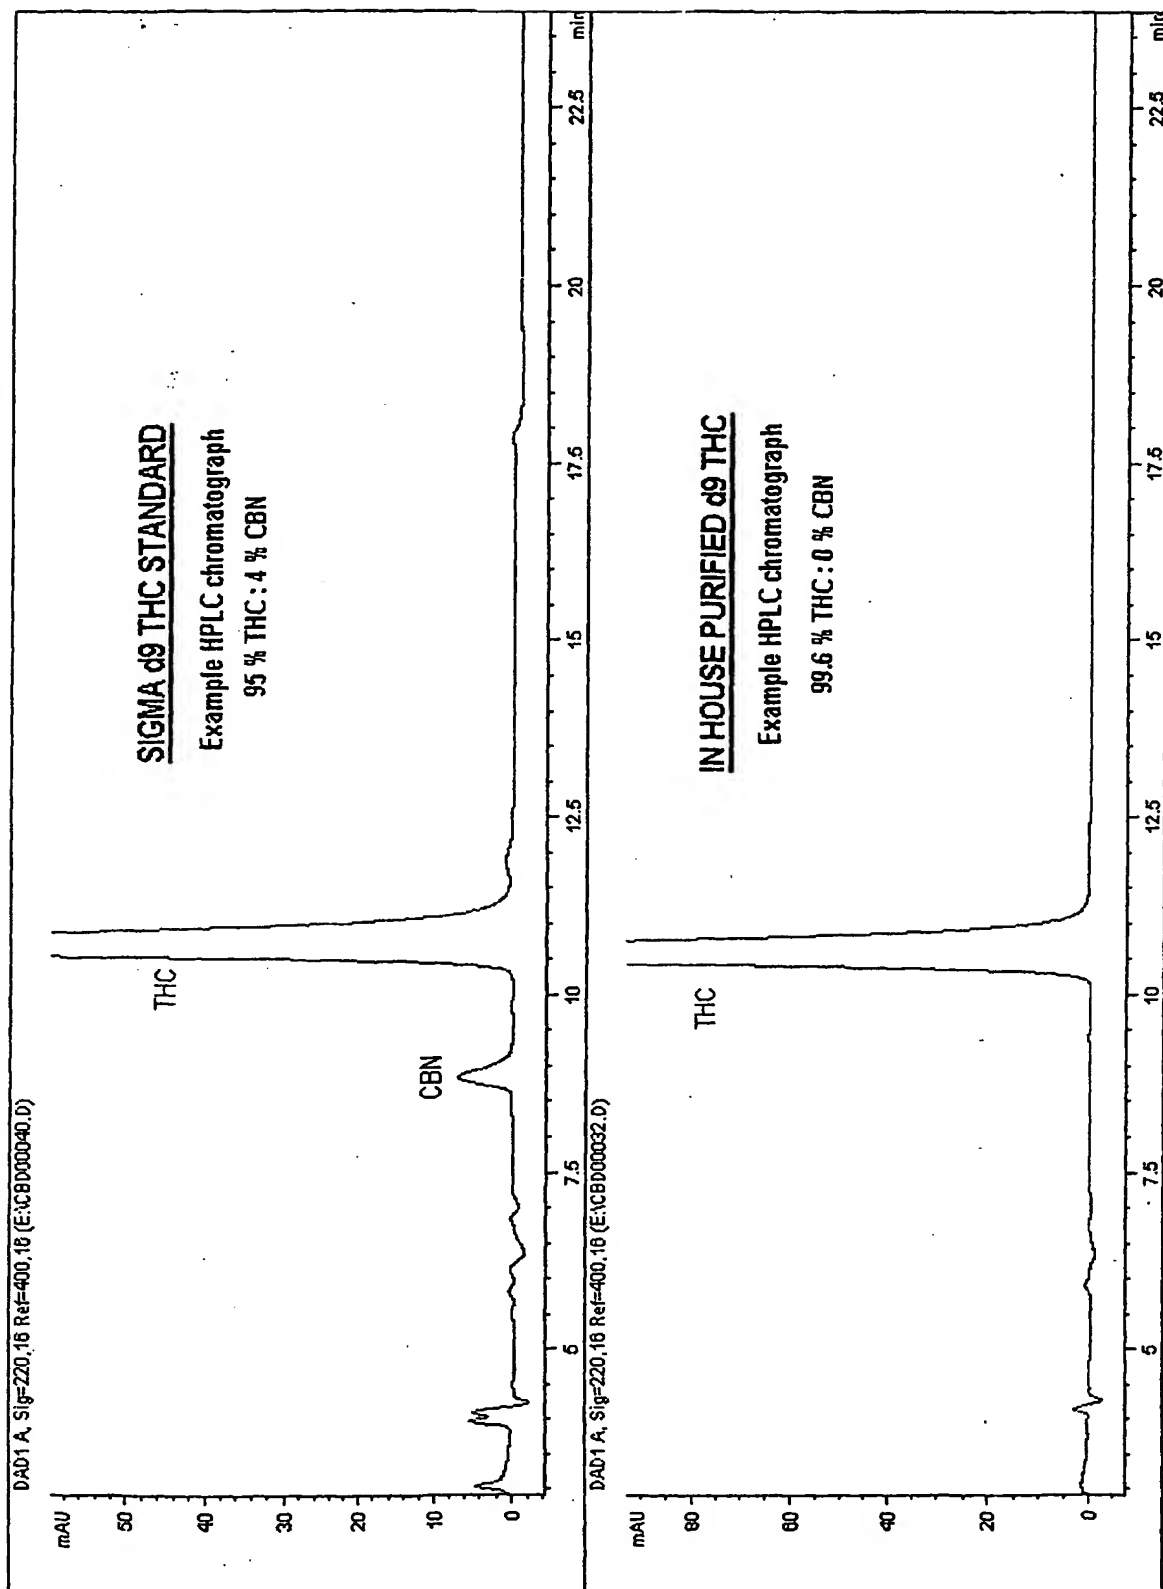 DAD1 A, Sig=220,16 Ref=400,16 (E:\CBD00040.D)
mAU
50
40
30
20
10
0
SIGMA d9 THC STANDARD
Example HPLC chromatograph
95 % THC : 4 % CBN
THC
CBN
5
7.5
10
12.5
15
17.5
20
22.5
min
DAD1 A, Sig=220,16 Ref=400,16 (E:\CBD00032.D)
mAU
80
60
40
20
0
IN HOUSE PURIFIED d9 THC
Example HPLC chromatograph
99.6 % THC : 0 % CBN
THC
5
7.5
10
12.5
15
17.5
20
22.5
min